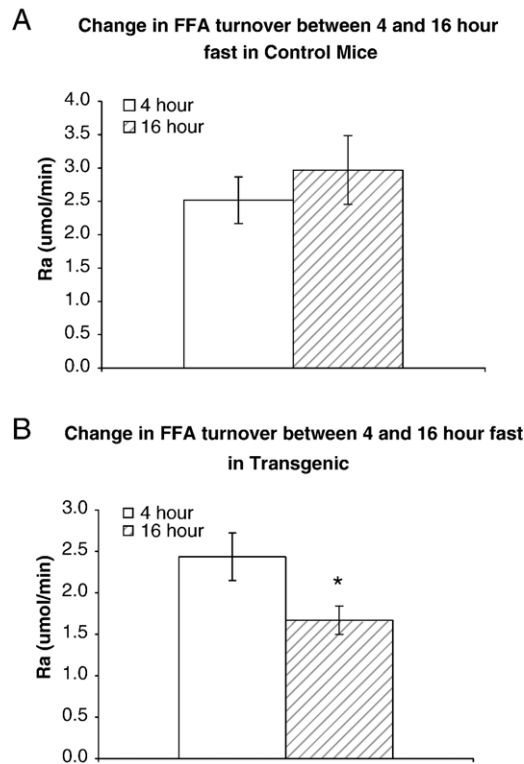 A
Change in FFA turnover between 4 and 16 hour
fast in Control Mice
4 hour
16 hour
4.0
3.5
3.0
2.5
2.0
1.5
1.0
0.5
0.0
Ra (umol/min)
B
Change in FFA turnover between 4 and 16 hour fast
in Transgenic
4 hour
16 hour
3.0
2.5
2.0
1.5
1.0
0.5
0.0
Ra (umol/min)
*